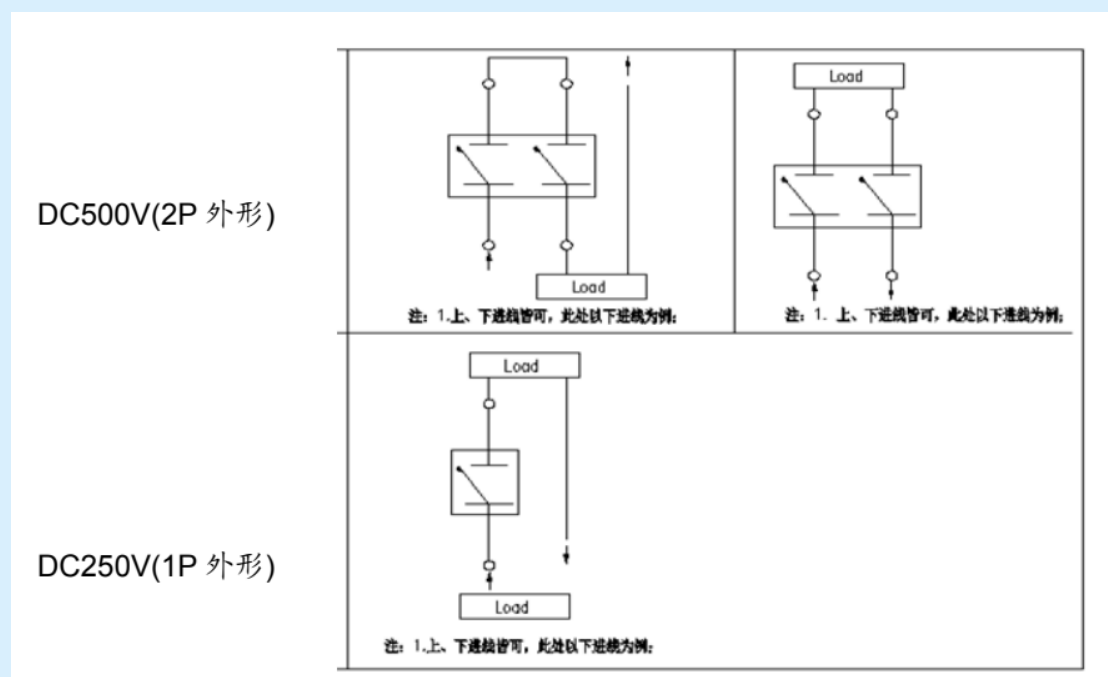 Load
DC500V(2P 外形)
Load
注：1.上、下进线皆可，此处以下进线为例；
注：1. 上、下进线皆可，此处以下进线为例；
Load
DC250V(1P 外形)
Load
注：1.上、下进线皆可，此处以下进线为例；